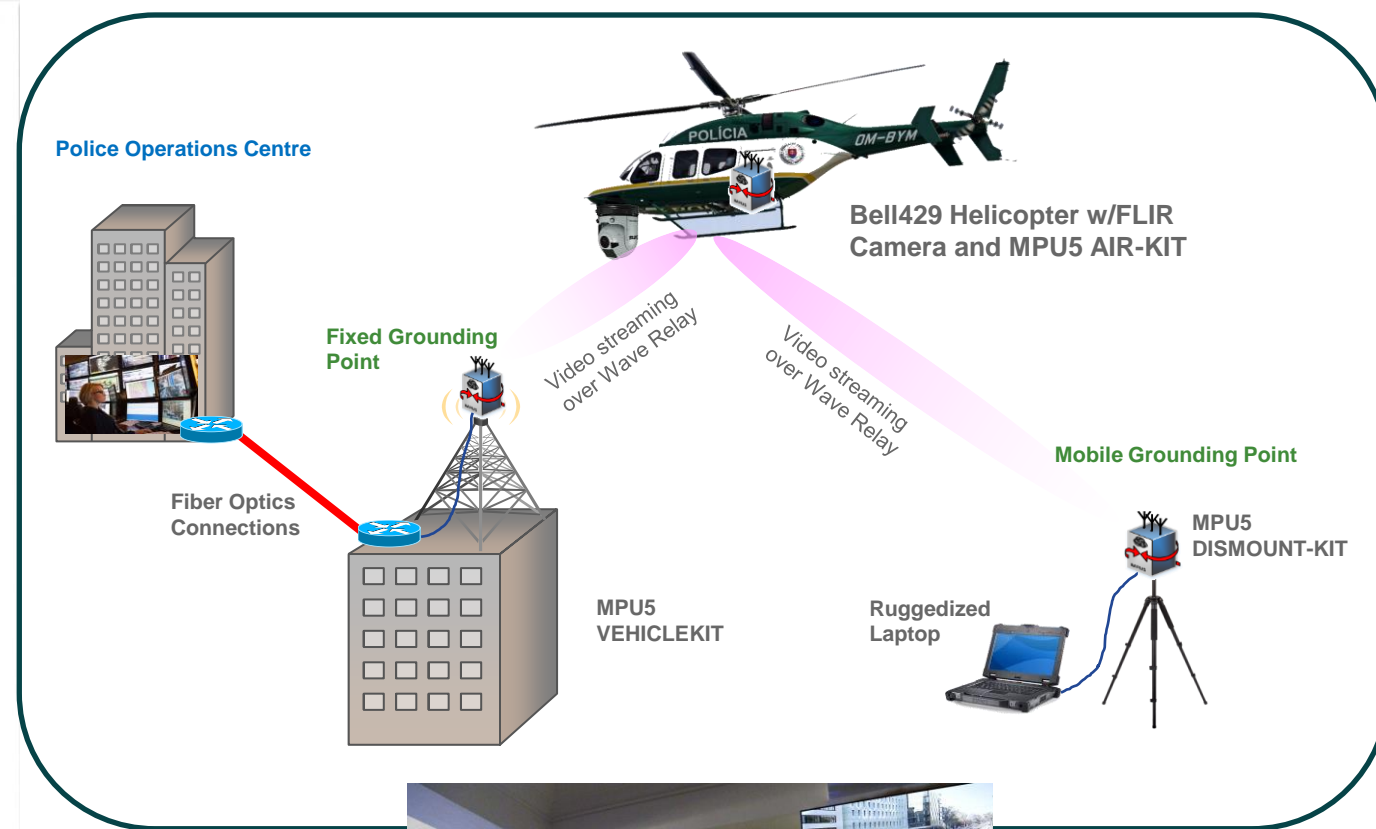 POLÍCIA
OM-BYM
Police Operations Centre
Bell429 Helicopter w/FLIR
Camera and MPU5 AIR-KIT
Fixed Grounding
Point
Video streaming
over Wave Relay
Video streaming
over Wave Relay
Mobile Grounding Point
Fiber Optics
Connections
MPU5
DISMOUNT-KIT
MPU5
VEHICLEKIT
Ruggedized
Laptop